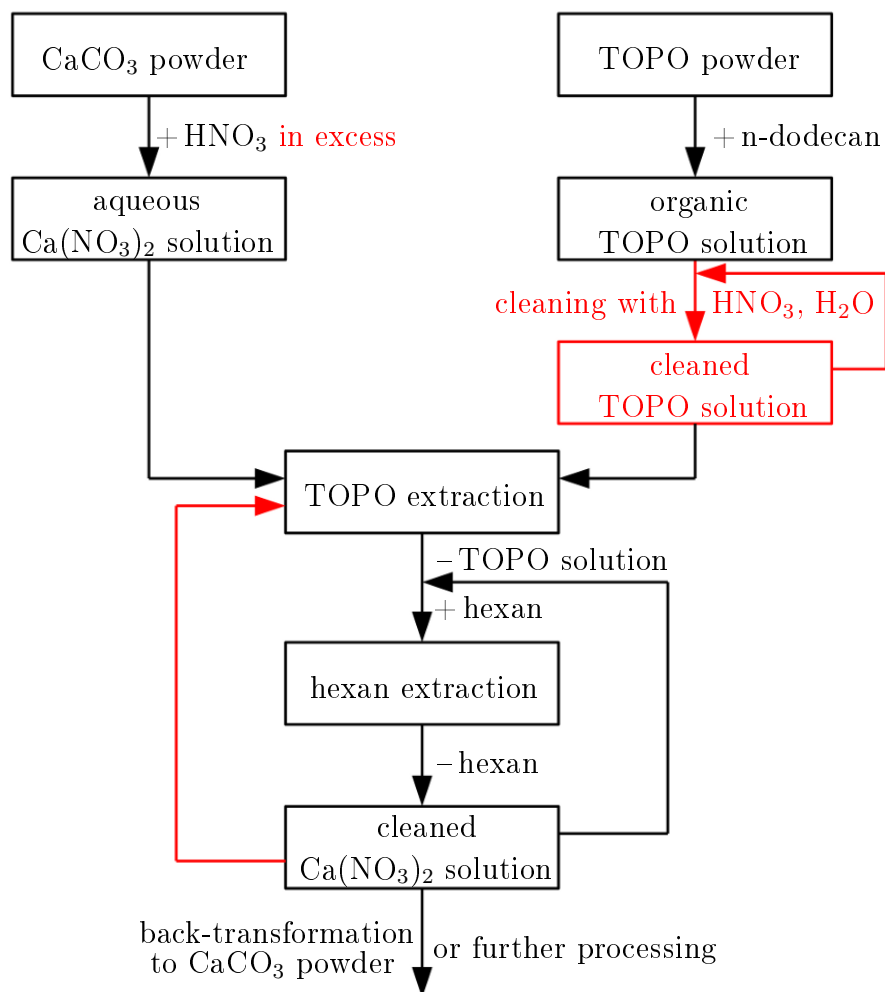 CaCO₃ powder
TOPO powder
+ HNO₃ in excess
+ n-dodecan
aqueous
Ca(NO₃)₂ solution
organic
TOPO solution
cleaning with HNO₃, H₂O
cleaned
TOPO solution
TOPO extraction
– TOPO solution
+ hexan
hexan extraction
– hexan
cleaned
Ca(NO₃)₂ solution
back-transformation
to CaCO₃ powder
or further processing